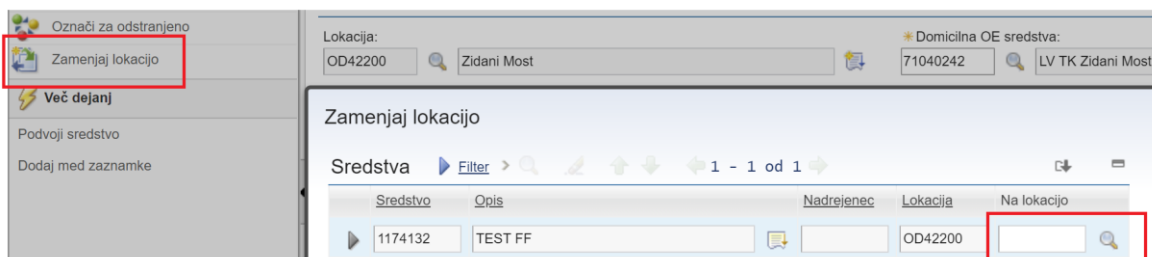 Označi za odstranjeno
Zamenjaj lokacijo
Več dejanj
Podvoji sredstvo
Dodaj med zaznamke
Lokacija:
OD42200 Zidani Most
Domicilna OE sredstva:
71040242 LV TK Zidani Most
Zamenjaj lokacijo
Sredstva Filter > 1 - 1 od 1
Sredstvo Opis Nadrejenec Lokacija Na lokacijo
1174132 TEST FF OD42200